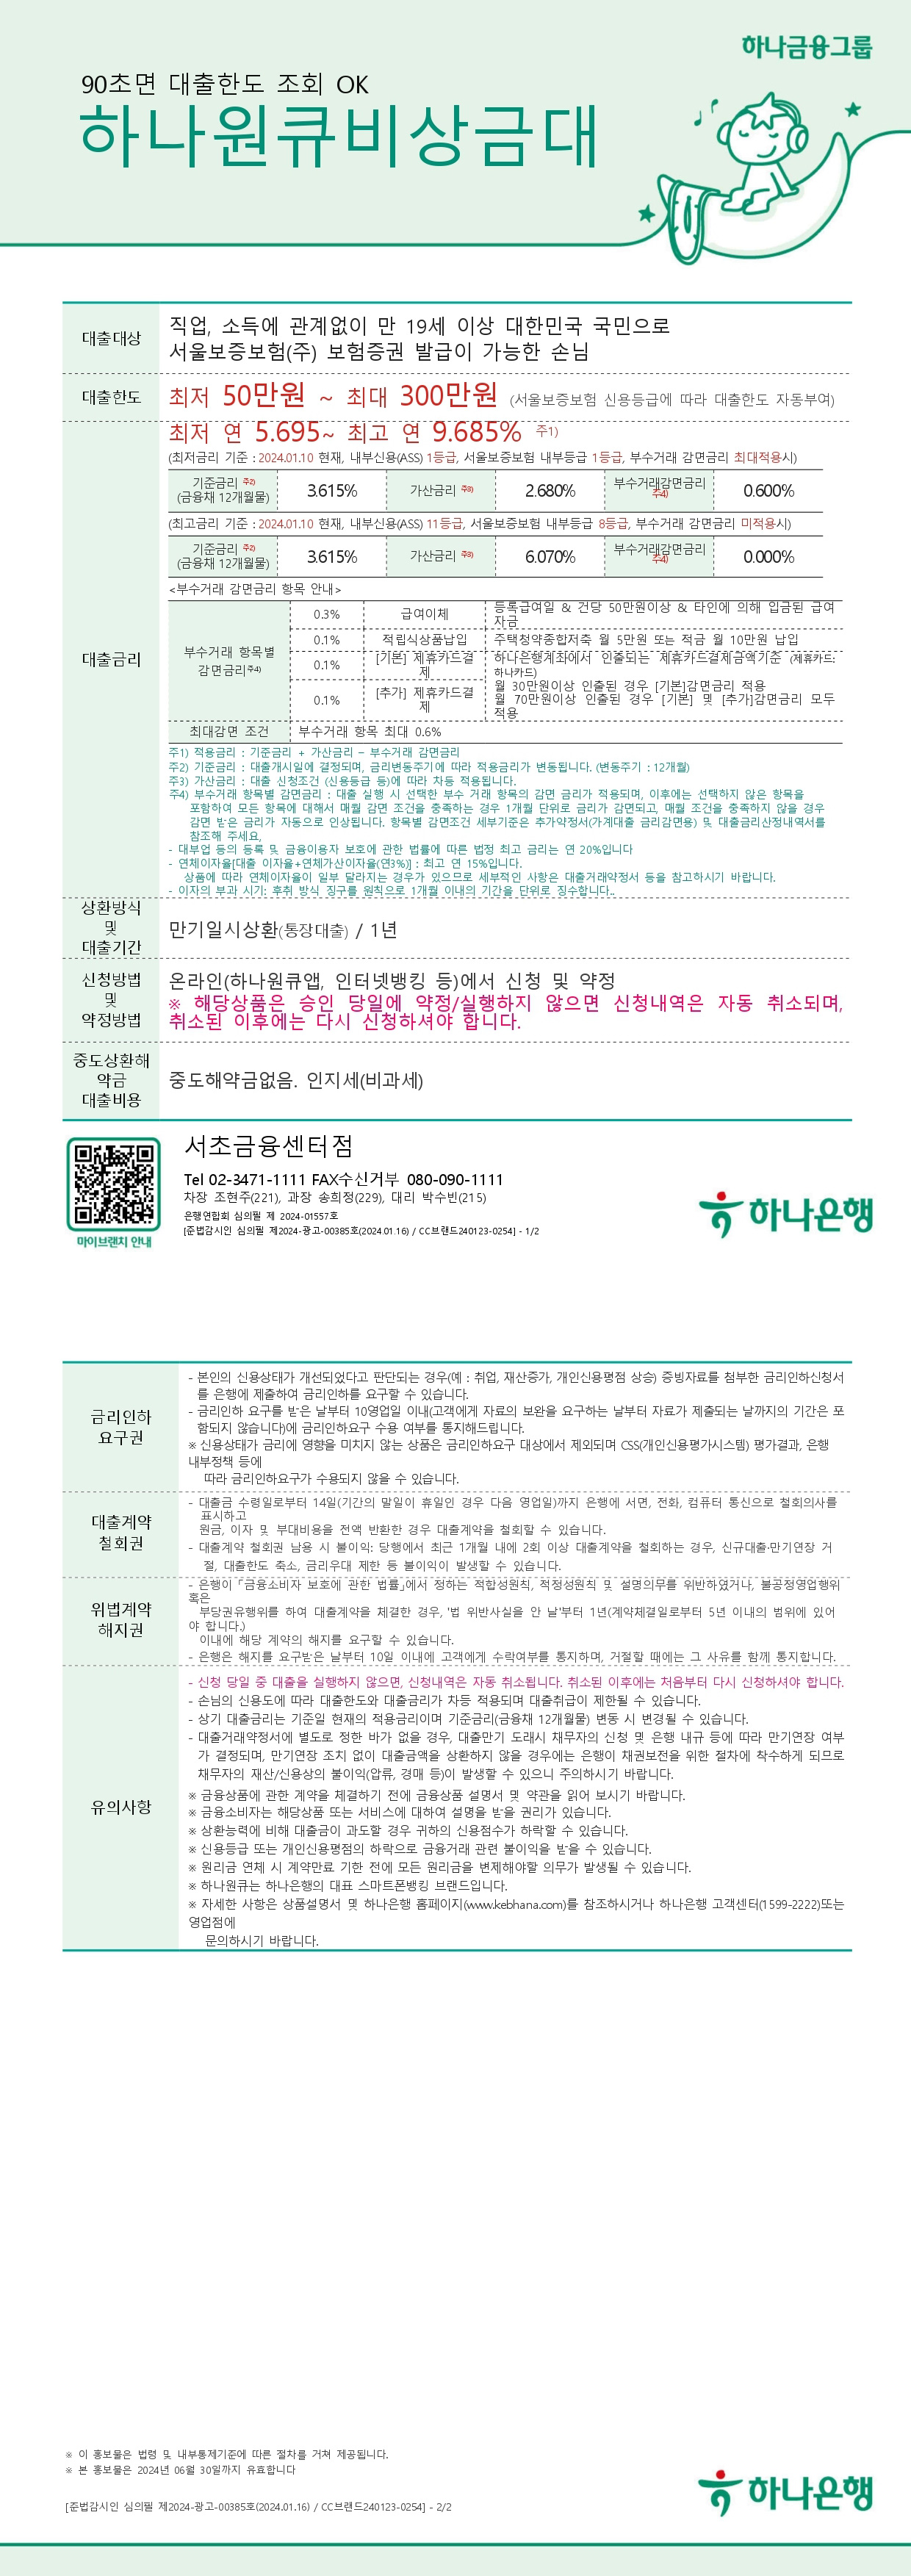 하나금융그룹
90초면 대출한도 조회 OK
하나원큐비상금대
대출대상
직업, 소득에 관계없이 만 19세 이상 대한민국 국민으로
서울보증보험(주) 보험증권 발급이 가능한 손님
대출한도
최저 50만원 ~ 최대 300만원 (서울보증보험 신용등급에 따라 대출한도 자동부여)
대출금리
최저 연 5.695~ 최고 연 9.685% 주1)
(최저금리 기준 : 2024.01.10 현재, 내부신용(ASS) 1등급, 서울보증보험 내부등급 1등급, 부수거래 감면금리 최대적용시)
기준금리 주2) (금융채 12개월물) 3.615% 가산금리 주3) 2.680% 부수거래감면금리 주4) 0.600%
(최고금리 기준 : 2024.01.10 현재, 내부신용(ASS) 11등급, 서울보증보험 내부등급 8등급, 부수거래 감면금리 미적용시)
기준금리 주2) (금융채 12개월물) 3.615% 가산금리 주3) 6.070% 부수거래감면금리 주4) 0.000%
<부수거래 감면금리 항목 안내>
부수거래 항목별
감면금리주4)
0.3% 급여이체 등록급여일 & 건당 50만원이상 & 타인에 의해 입금된 급여
자금
0.1% 적립식상품납입 주택청약종합저축 월 5만원 또는 적금 월 10만원 납입
0.1% [기본] 제휴카드결
제
0.1% [추가] 제휴카드결
제
하나은행계좌에서 인출되는 제휴카드결제금액기준 (제휴카드:
하나카드)
월 30만원이상 인출된 경우 [기본]감면금리 적용
월 70만원이상 인출된 경우 [기본] 및 [추가]감면금리 모두
적용
최대감면 조건 부수거래 항목 최대 0.6%
주1) 적용금리 : 기준금리 + 가산금리 – 부수거래 감면금리
주2) 기준금리 : 대출개시일에 결정되며, 금리변동주기에 따라 적용금리가 변동됩니다. (변동주기 : 12개월)
주3) 가산금리 : 대출 신청조건 (신용등급 등)에 따라 차등 적용됩니다.
주4) 부수거래 항목별 감면금리 : 대출 실행 시 선택한 부수 거래 항목의 감면 금리가 적용되며, 이후에는 선택하지 않은 항목을
포함하여 모든 항목에 대해서 매월 감면 조건을 충족하는 경우 1개월 단위로 금리가 감면되고, 매월 조건을 충족하지 않을 경우
감면 받은 금리가 자동으로 인상됩니다. 항목별 감면조건 세부기준은 추가약정서(가계대출 금리감면용) 및 대출금리산정내역서를
참조해 주세요,
- 대부업 등의 등록 및 금융이용자 보호에 관한 법률에 따른 법정 최고 금리는 연 20%입니다
- 연체이자율[대출 이자율+연체가산이자율(연3%)] : 최고 연 15%입니다.
상품에 따라 연체이자율이 일부 달라지는 경우가 있으므로 세부적인 사항은 대출거래약정서 등을 참고하시기 바랍니다.
- 이자의 부과 시기: 후취 방식 징구를 원칙으로 1개월 이내의 기간을 단위로 징수합니다..
상환방식
및
대출기간
만기일시상환(통장대출) / 1년
신청방법
및
약정방법
온라인(하나원큐앱, 인터넷뱅킹 등)에서 신청 및 약정
※ 해당상품은 승인 당일에 약정/실행하지 않으면 신청내역은 자동 취소되며,
취소된 이후에는 다시 신청하셔야 합니다.
중도상환해
약금
대출비용
중도해약금없음. 인지세(비과세)
마이브랜치 안내
서초금융센터점
Tel 02-3471-1111 FAX수신거부 080-090-1111
차장 조현주(221), 과장 송희정(229), 대리 박수빈(215)
은행연합회 심의필 제 2024-01557호
[준법감시인 심의필 제2024-광고-00385호(2024.01.16) / CC브랜드240123-0254] - 1/2
하나은행
금리인하
요구권
- 본인의 신용상태가 개선되었다고 판단되는 경우(예 : 취업, 재산증가, 개인신용평점 상승) 증빙자료를 첨부한 금리인하신청서
를 은행에 제출하여 금리인하를 요구할 수 있습니다.
- 금리인하 요구를 받은 날부터 10영업일 이내(고객에게 자료의 보완을 요구하는 날부터 자료가 제출되는 날까지의 기간은 포
함되지 않습니다)에 금리인하요구 수용 여부를 통지해드립니다.
※ 신용상태가 금리에 영향을 미치지 않는 상품은 금리인하요구 대상에서 제외되며 CSS(개인신용평가시스템) 평가결과, 은행
내부정책 등에
따라 금리인하요구가 수용되지 않을 수 있습니다.
대출계약
철회권
- 대출금 수령일로부터 14일(기간의 말일이 휴일인 경우 다음 영업일)까지 은행에 서면, 전화, 컴퓨터 통신으로 철회의사를
표시하고
원금, 이자 및 부대비용을 전액 반환한 경우 대출계약을 철회할 수 있습니다.
- 대출계약 철회권 남용 시 불이익: 당행에서 최근 1개월 내에 2회 이상 대출계약을 철회하는 경우, 신규대출·만기연장 거
절, 대출한도 축소, 금리우대 제한 등 불이익이 발생할 수 있습니다.
위법계약
해지권
- 은행이 「금융소비자 보호에 관한 법률」에서 정하는 적합성원칙, 적정성원칙 및 설명의무를 위반하였거나, 불공정영업행위
혹은
부당권유행위를 하여 대출계약을 체결한 경우, '법 위반사실을 안 날'부터 1년(계약체결일로부터 5년 이내의 범위에 있어
야 합니다.)
이내에 해당 계약의 해지를 요구할 수 있습니다.
- 은행은 해지를 요구받은 날부터 10일 이내에 고객에게 수락여부를 통지하며, 거절할 때에는 그 사유를 함께 통지합니다.
유의사항
- 신청 당일 중 대출을 실행하지 않으면, 신청내역은 자동 취소됩니다. 취소된 이후에는 처음부터 다시 신청하셔야 합니다.
- 손님의 신용도에 따라 대출한도와 대출금리가 차등 적용되며 대출취급이 제한될 수 있습니다.
- 상기 대출금리는 기준일 현재의 적용금리이며 기준금리(금융채 12개월물) 변동 시 변경될 수 있습니다.
- 대출거래약정서에 별도로 정한 바가 없을 경우, 대출만기 도래시 채무자의 신청 및 은행 내규 등에 따라 만기연장 여부
가 결정되며, 만기연장 조치 없이 대출금액을 상환하지 않을 경우에는 은행이 채권보전을 위한 절차에 착수하게 되므로
채무자의 재산/신용상의 불이익(압류, 경매 등)이 발생할 수 있으니 주의하시기 바랍니다.
※ 금융상품에 관한 계약을 체결하기 전에 금융상품 설명서 및 약관을 읽어 보시기 바랍니다.
※ 금융소비자는 해당상품 또는 서비스에 대하여 설명을 받을 권리가 있습니다.
※ 상환능력에 비해 대출금이 과도할 경우 귀하의 신용점수가 하락할 수 있습니다.
※ 신용등급 또는 개인신용평점의 하락으로 금융거래 관련 불이익을 받을 수 있습니다.
※ 원리금 연체 시 계약만료 기한 전에 모든 원리금을 변제해야할 의무가 발생될 수 있습니다.
※ 하나원큐는 하나은행의 대표 스마트폰뱅킹 브랜드입니다.
※ 자세한 사항은 상품설명서 및 하나은행 홈페이지(www.kebhana.com)를 참조하시거나 하나은행 고객센터(1599-2222)또는
영업점에
문의하시기 바랍니다.
※ 이 홍보물은 법령 및 내부통제기준에 따른 절차를 거쳐 제공됩니다.
※ 본 홍보물은 2024년 06월 30일까지 유효합니다
[준법감시인 심의필 제2024-광고-00385호(2024.01.16) / CC브랜드240123-0254] - 2/2
하나은행